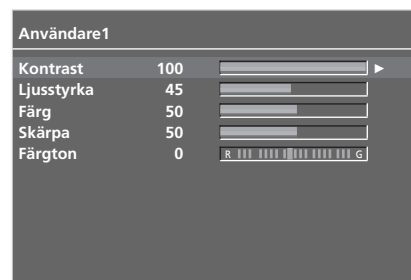 Användare1
Kontrast 100
Ljusstyrka 45
Färg 50
Skärpa 50
Färgton 0 R G